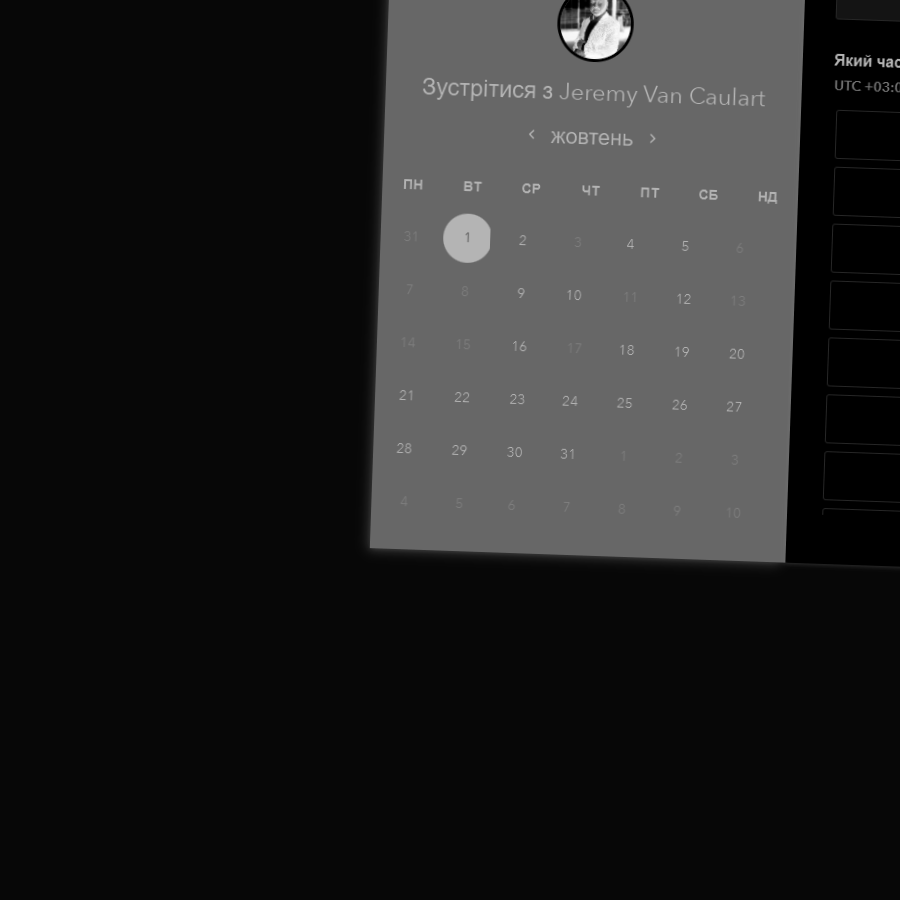 Зустрітися з Jeremy Van Caulart
жовтень
ПН ВТ СР ЧТ ПТ СБ НД
31 1 2 3 4 5 6
7 8 9 10 11 12 13
14 15 16 17 18 19 20
21 22 23 24 25 26 27
28 29 30 31 1 2 3
4 5 6 7 8 9 10
Який час
UTC +03:0